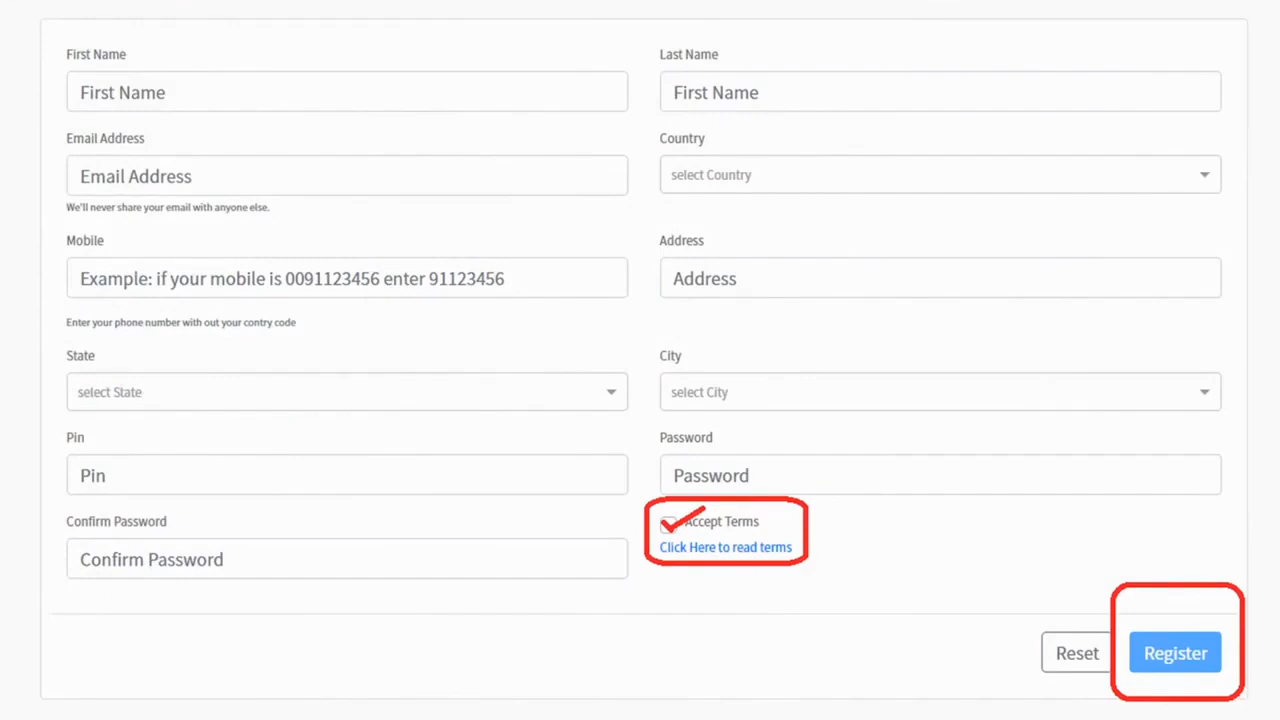 First Name
Last Name
First Name
First Name
Email Address
Country
Email Address
select Country
We'll never share your email with anyone else.
Mobile
Address
Example: if your mobile is 0091123456 enter 91123456
Address
Enter your phone number with out your contry code
State
City
select State
select City
Pin
Password
Pin
Password
Confirm Password
Accept Terms
Click Here to read terms
Confirm Password
Reset
Register